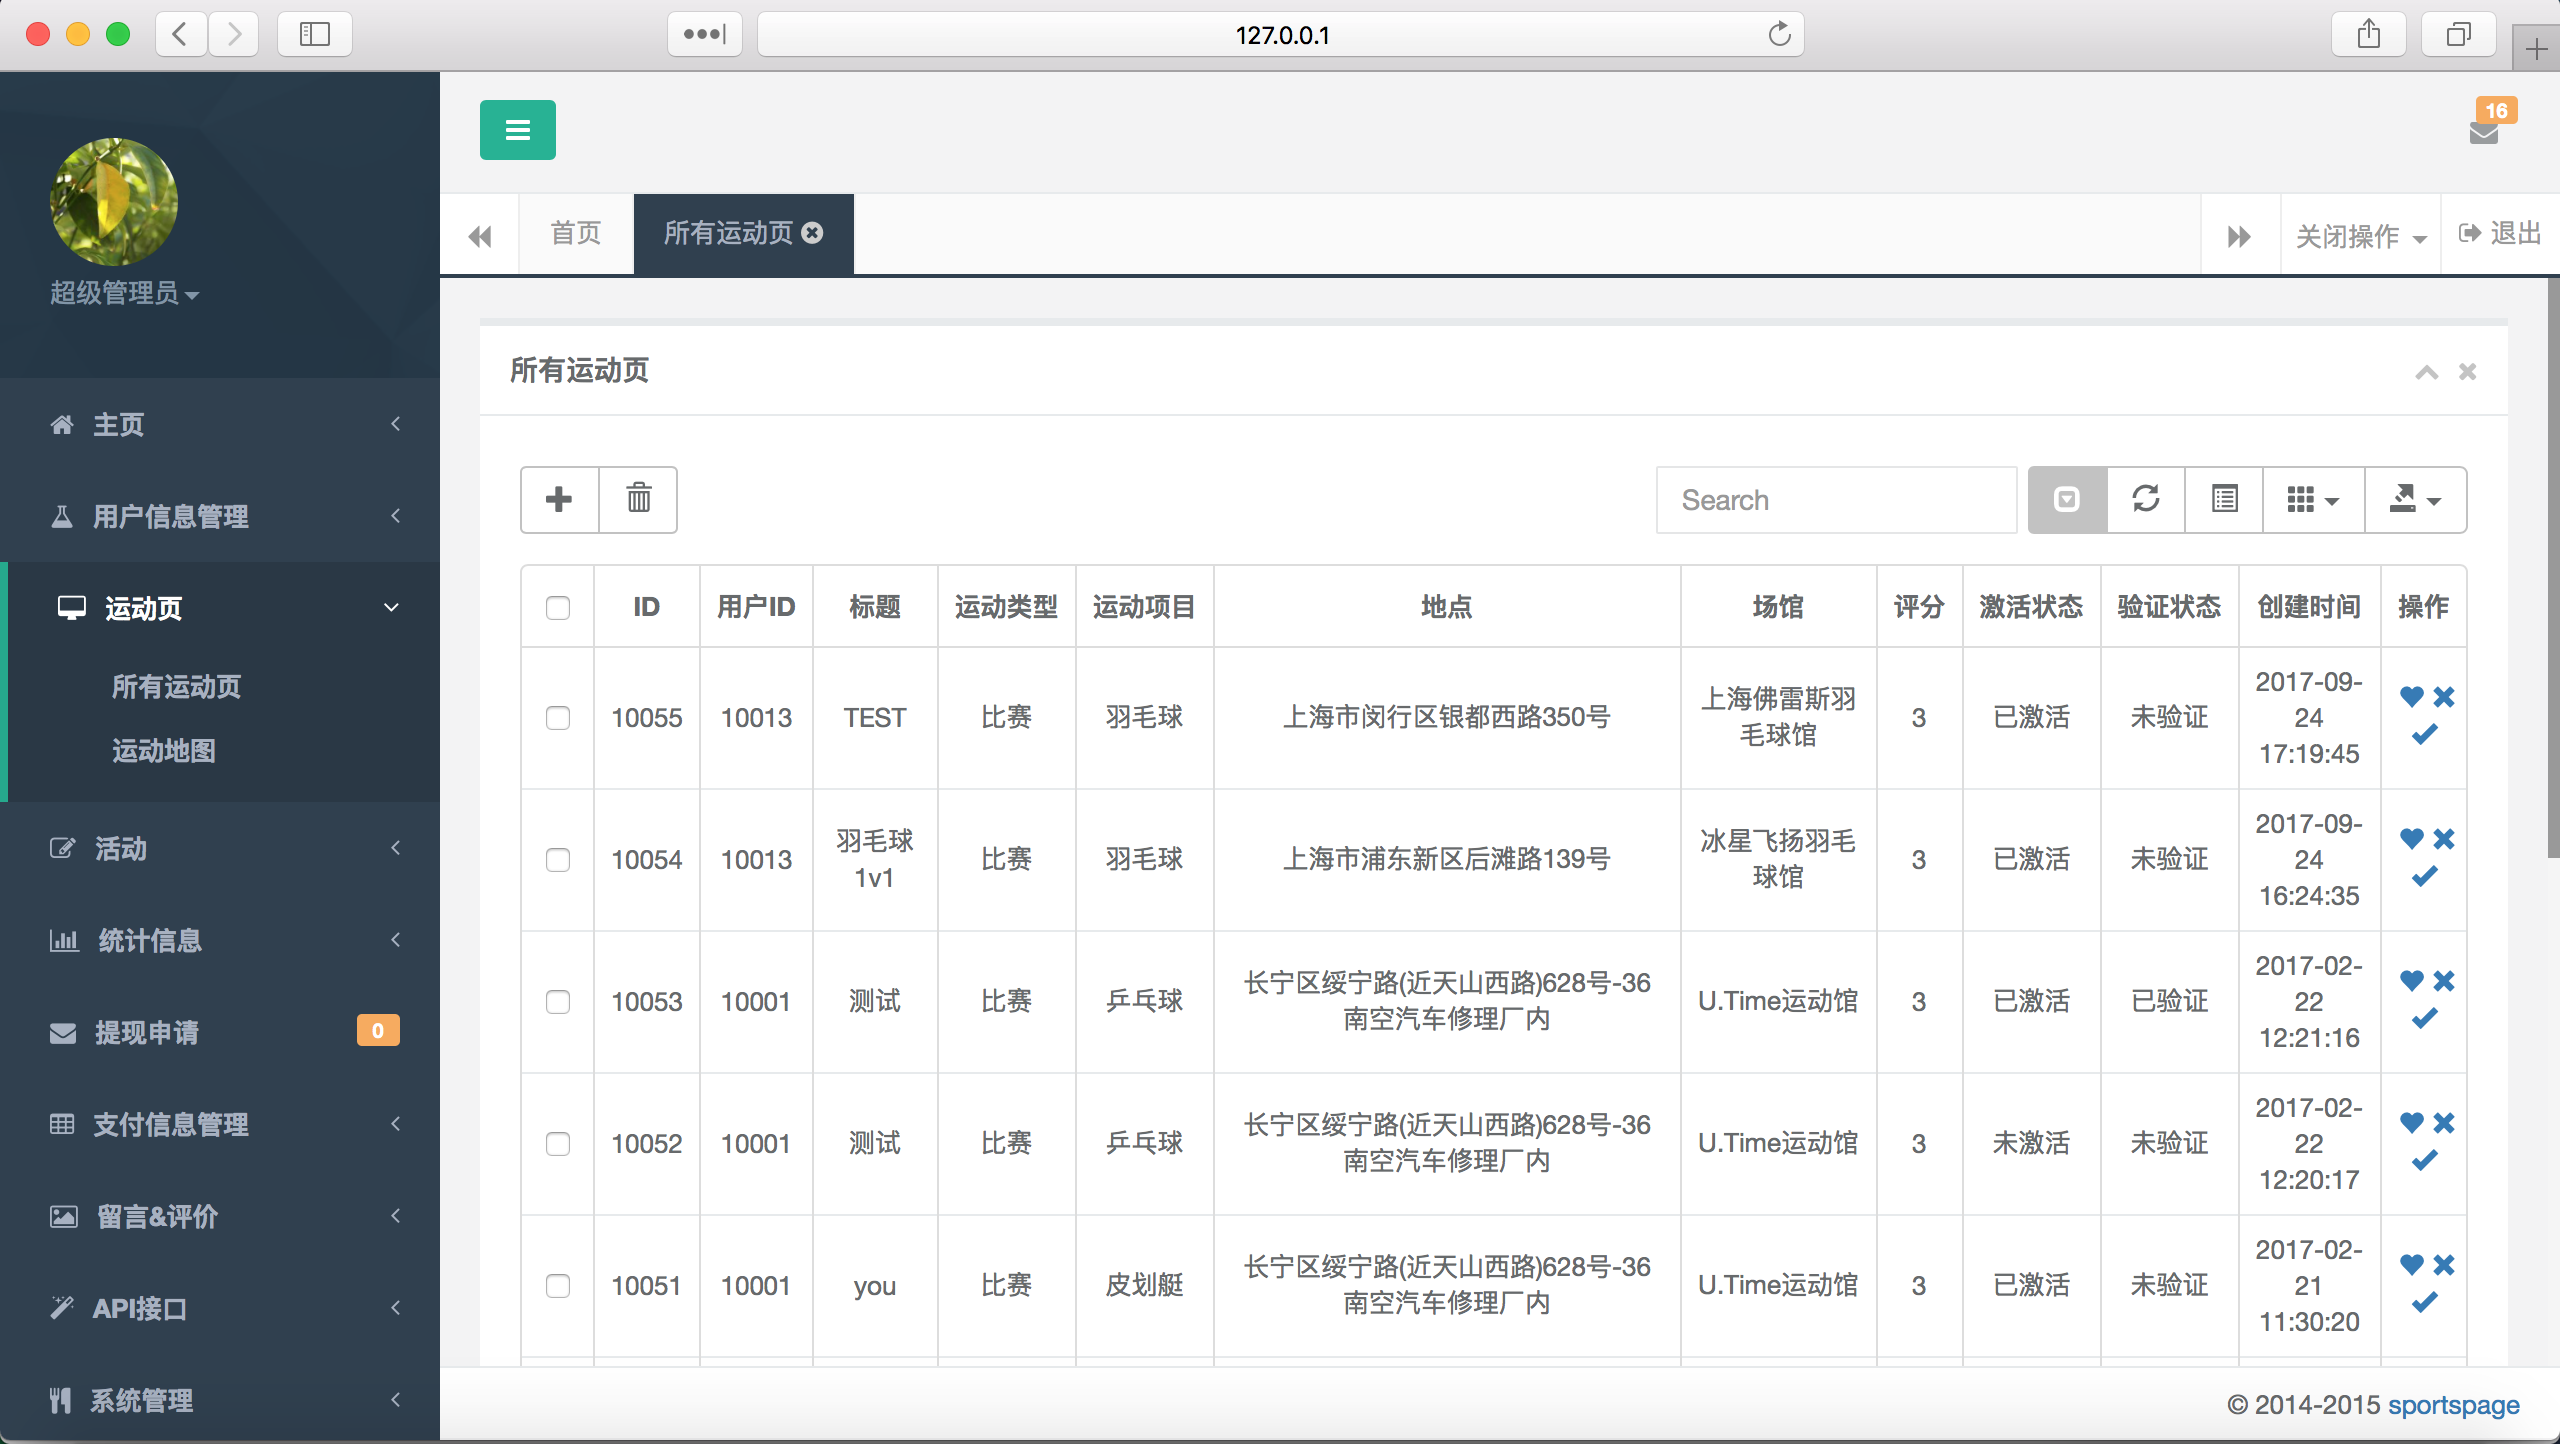 127.0.0.1
16
超级管理员
主页
用户信息管理
运动页
所有运动页
运动地图
活动
统计信息
提现申请 0
支付信息管理
留言&评价
API接口
系统管理
首页 所有运动页 关闭操作 退出
所有运动页
Search
ID 用户ID 标题 运动类型 运动项目 地点 场馆 评分 激活状态 验证状态 创建时间 操作
10055 10013 TEST 比赛 羽毛球 上海市闵行区银都西路350号 上海佛雷斯羽 3 已激活 未验证 2017-09-
毛球馆 24
17:19:45
10054 10013 羽毛球 比赛 羽毛球 上海市浦东新区后滩路139号 冰星飞扬羽毛 3 已激活 未验证 2017-09-
1v1 球馆 24
16:24:35
10053 10001 测试 比赛 乒乓球 长宁区绥宁路(近天山西路)628号-36 U.Time运动馆 3 已激活 已验证 2017-02-
南空汽车修理厂内 22
12:21:16
10052 10001 测试 比赛 乒乓球 长宁区绥宁路(近天山西路)628号-36 U.Time运动馆 3 未激活 未验证 2017-02-
南空汽车修理厂内 22
12:20:17
10051 10001 you 比赛 皮划艇 长宁区绥宁路(近天山西路)628号-36 U.Time运动馆 3 已激活 未验证 2017-02-
南空汽车修理厂内 21
11:30:20
© 2014-2015 sportspage